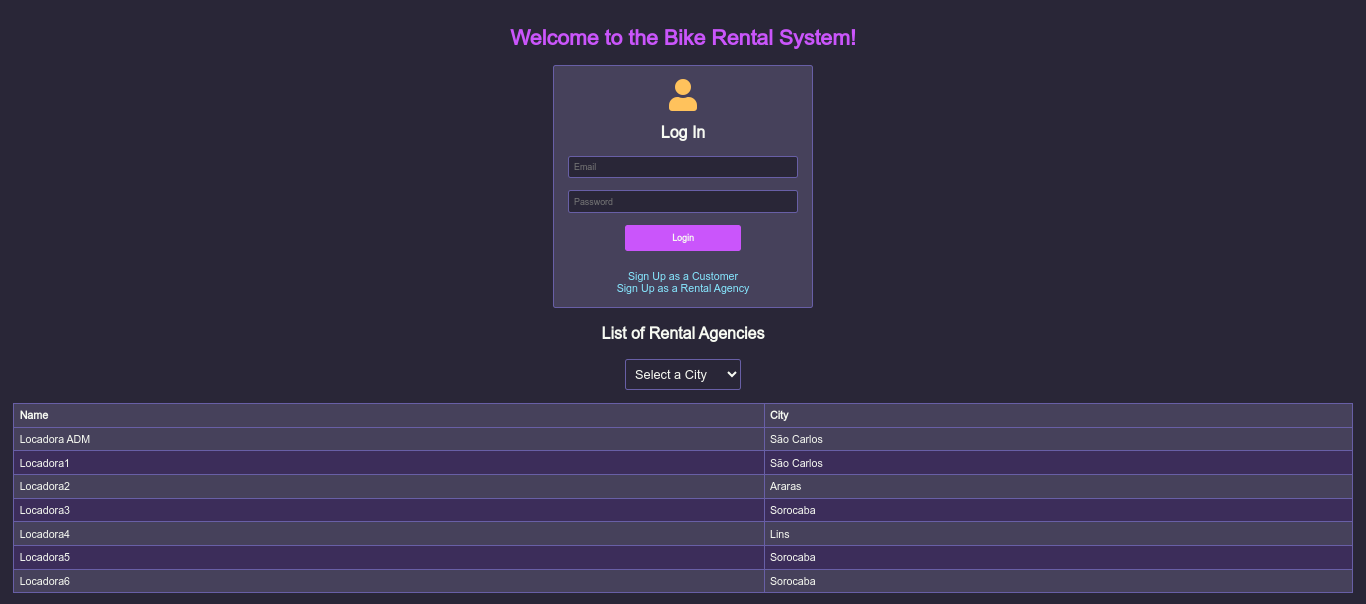 Welcome to the Bike Rental System!
Log In
Email
Password
Login
Sign Up as a Customer
Sign Up as a Rental Agency
List of Rental Agencies
Select a City
Name City
Locadora ADM São Carlos
Locadora1 São Carlos
Locadora2 Araras
Locadora3 Sorocaba
Locadora4 Lins
Locadora5 Sorocaba
Locadora6 Sorocaba